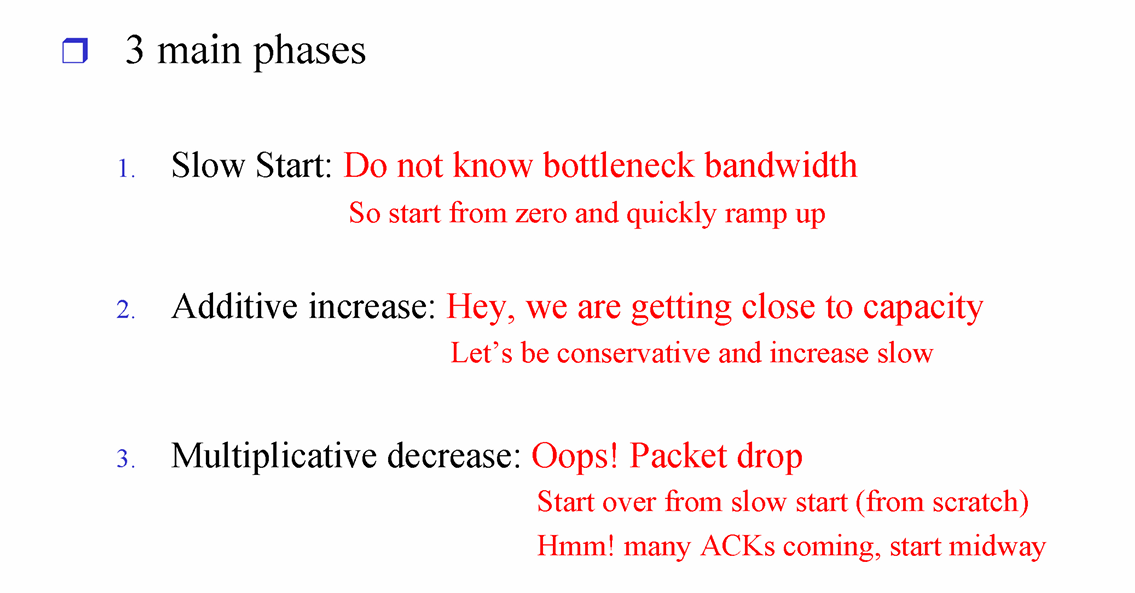 3 main phases
1. Slow Start: Do not know bottleneck bandwidth
So start from zero and quickly ramp up
2. Additive increase: Hey, we are getting close to capacity
Let's be conservative and increase slow
3. Multiplicative decrease: Oops! Packet drop
Start over from slow start (from scratch)
Hmm! many ACKs coming, start midway